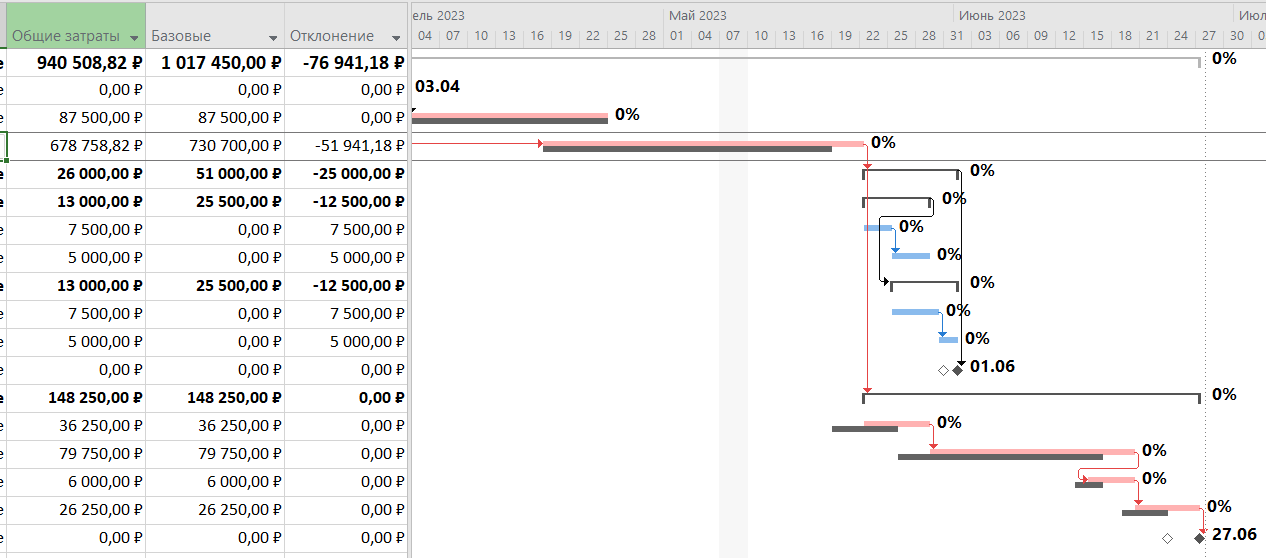 ель 2023 Май 2023 Июнь 2023 Июл
Общие затраты Базовые Отклонение 04 07 10 13 16 19 22 25 28 01 04 07 10 13 16 19 22 25 28 31 03 06 09 12 15 18 21 24 27 30 0
е 940 508,82 ₽ 1 017 450,00 ₽ -76 941,18 ₽ 0%
е 0,00 ₽ 0,00 ₽ 0,00 ₽ 03.04
е 87 500,00 ₽ 87 500,00 ₽ 0,00 ₽ 0%
678 758,82 ₽ 730 700,00 ₽ -51 941,18 ₽ 0%
е 26 000,00 ₽ 51 000,00 ₽ -25 000,00 ₽ 0%
е 13 000,00 ₽ 25 500,00 ₽ -12 500,00 ₽ 0%
е 7 500,00 ₽ 0,00 ₽ 7 500,00 ₽ 0%
е 5 000,00 ₽ 0,00 ₽ 5 000,00 ₽ 0%
е 13 000,00 ₽ 25 500,00 ₽ -12 500,00 ₽ 0%
е 7 500,00 ₽ 0,00 ₽ 7 500,00 ₽ 0%
е 5 000,00 ₽ 0,00 ₽ 5 000,00 ₽ 0%
е 0,00 ₽ 0,00 ₽ 0,00 ₽ 01.06
е 148 250,00 ₽ 148 250,00 ₽ 0,00 ₽ 0%
е 36 250,00 ₽ 36 250,00 ₽ 0,00 ₽ 0%
е 79 750,00 ₽ 79 750,00 ₽ 0,00 ₽ 0%
е 6 000,00 ₽ 6 000,00 ₽ 0,00 ₽ 0%
е 26 250,00 ₽ 26 250,00 ₽ 0,00 ₽ 0%
е 0,00 ₽ 0,00 ₽ 0,00 ₽ 27.06